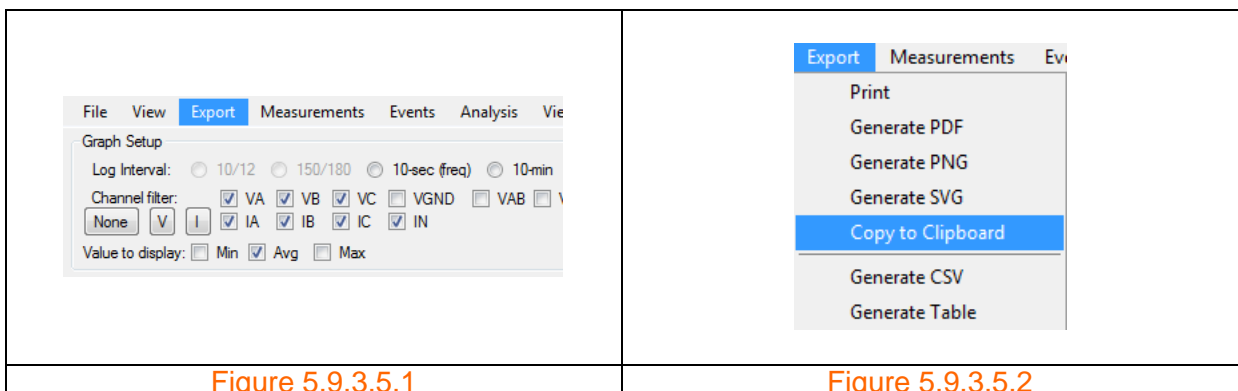 File View Export Measurements Events Analysis Vie
Graph Setup
Log Interval: 10/12 150/180 10-sec (freq) 10-min
Channel filter: VA VB VC VGND VAB
None V I IA IB IC IN
Value to display: Min Avg Max
Figure 5.9.3.5.1
Export Measurements Eve
Print
Generate PDF
Generate PNG
Generate SVG
Copy to Clipboard
Generate CSV
Generate Table
Figure 5.9.3.5.2